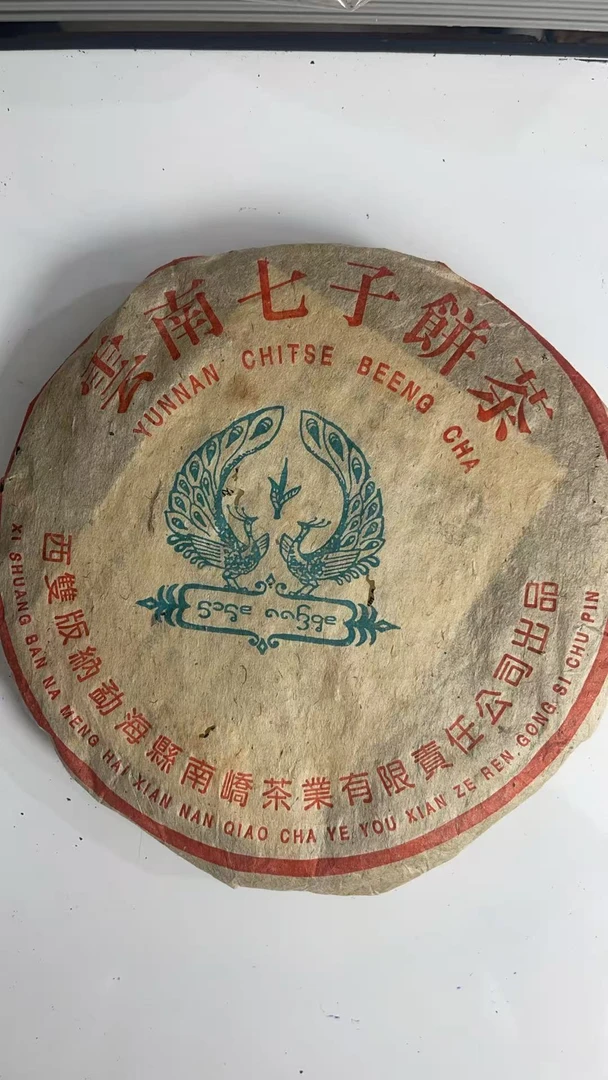 雲南七子餅茶
YUNNAN CHITSE BEENG CHA
西雙版納勐海縣南嶠茶業有限責任公司出品
XI SHUANG BAN NA MENG HAI XIAN NAN QIAO CHA YE YOU XIAN ZE REN GONG SI CHU PIN